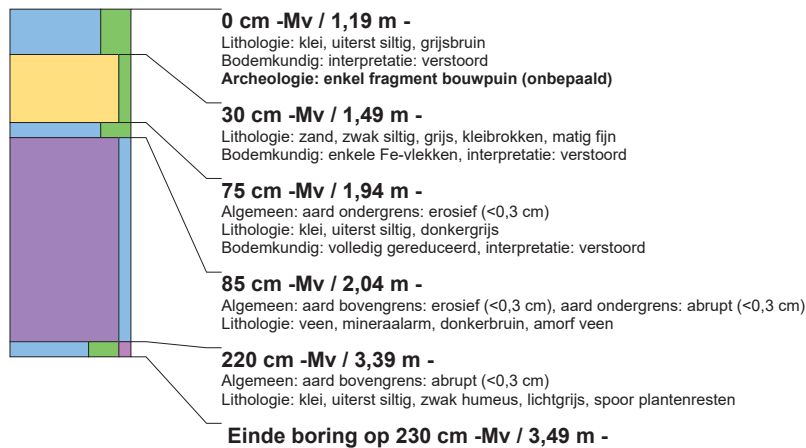 0 cm -Mv / 1,19 m -
Lithologie: klei, uiterst siltig, grijsbruin
Bodemkundig: interpretatie: verstoord
Archeologie: enkel fragment bouwpuin (onbepaald)
30 cm -Mv / 1,49 m -
Lithologie: zand, zwak siltig, grijs, kleibrokken, matig fijn
Bodemkundig: enkele Fe-vlekken, interpretatie: verstoord
75 cm -Mv / 1,94 m -
Algemeen: aard ondergrens: erosief (<0,3 cm)
Lithologie: klei, uiterst siltig, donkergrijs
Bodemkundig: volledig gereduceerd, interpretatie: verstoord
85 cm -Mv / 2,04 m -
Algemeen: aard bovengrens: erosief (<0,3 cm), aard ondergrens: abrupt (<0,3 cm)
Lithologie: veen, mineraalarm, donkerbruin, amorf veen
220 cm -Mv / 3,39 m -
Algemeen: aard bovengrens: abrupt (<0,3 cm)
Lithologie: klei, uiterst siltig, zwak humeus, lichtgrijs, spoor plantenresten
Einde boring op 230 cm -Mv / 3,49 m -